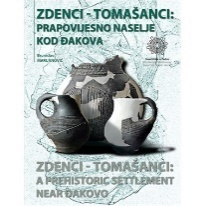 ZDENCI - TOMAŠANCI:
PRAPOVIJESNO NASELJE
KOD ĐAKOVA
ZDENCI - TOMAŠANCI:
A PREHISTORIC SETTLEMENT
NEAR ĐAKOVO